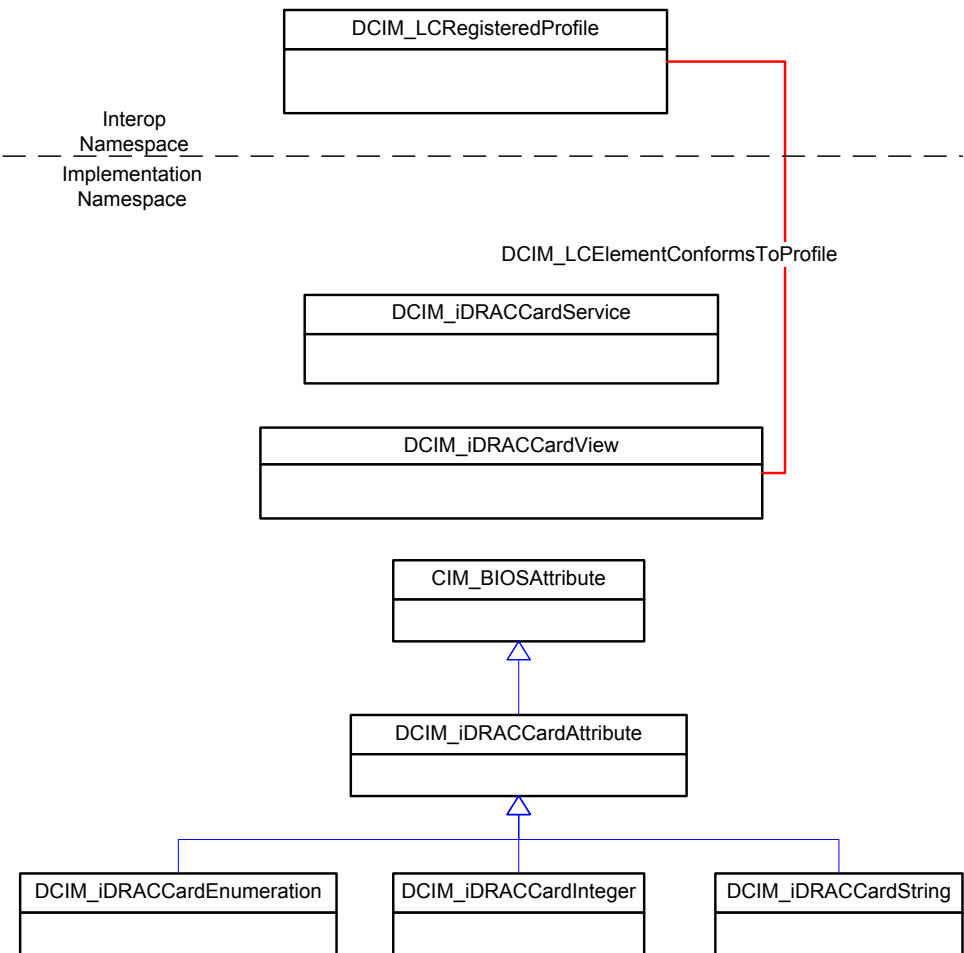 DCIM_LCRegisteredProfile
Interop
Namespace
Implementation
Namespace
DCIM_LCElementConformsToProfile
DCIM_iDRACCardService
DCIM_iDRACCardView
CIM_BIOSAttribute
DCIM_iDRACCardAttribute
DCIM_iDRACCardEnumeration
DCIM_iDRACCardInteger
DCIM_iDRACCardString